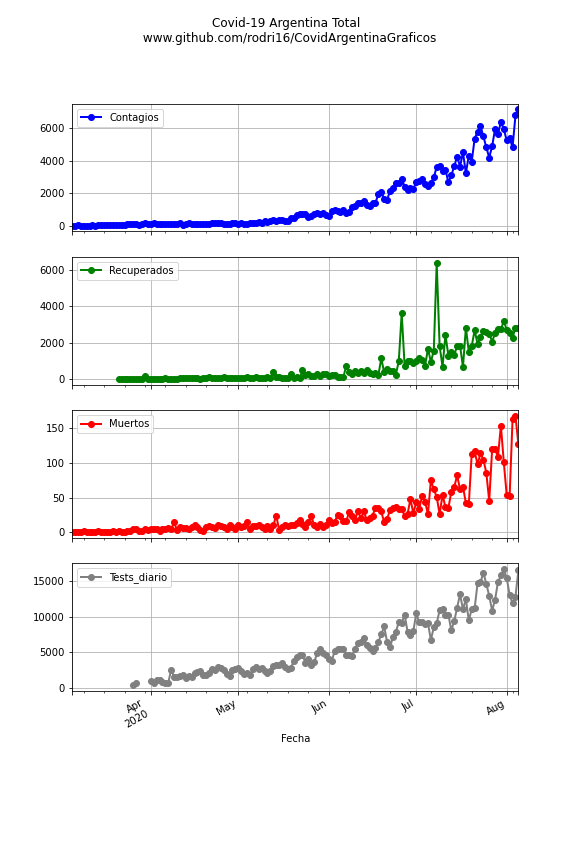 Covid-19 Argentina Total
www.github.com/rodri16/CovidArgentinaGraficos
Contagios
6000
4000
2000
0
Recuperados
6000
4000
2000
0
Muertos
150
100
50
0
Tests_diario
15000
10000
5000
0
Apr
2020
May
Jun
Jul
Aug
Fecha